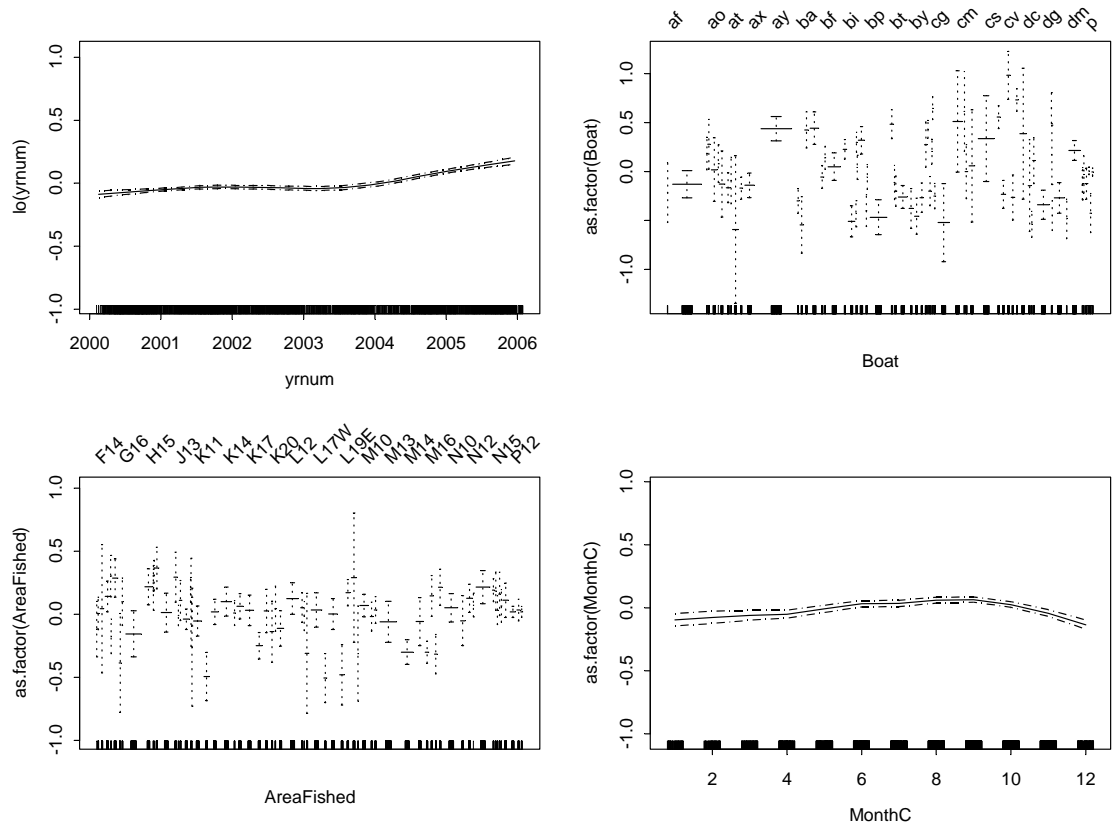 af ao at ax ay ba bf bi bp bt by cg cm cs cv dc dg dm p
1.0
0.5
0.0
-0.5
-1.0
lo(yrnum)
2000 2001 2002 2003 2004 2005 2006
yrnum
1.0
0.5
0.0
-1.0
as.factor(Boat)
Boat
F14 G16 H15 J13 K11 K14 K17 K20 L12 L17W L19E M10 M13 M14 M16 N10 N12 N15 P12
1.0
0.5
0.0
-0.5
-1.0
as.factor(AreaFished)
AreaFished
1.0
0.5
0.0
-0.5
-1.0
as.factor(MonthC)
2 4 6 8 10 12
MonthC